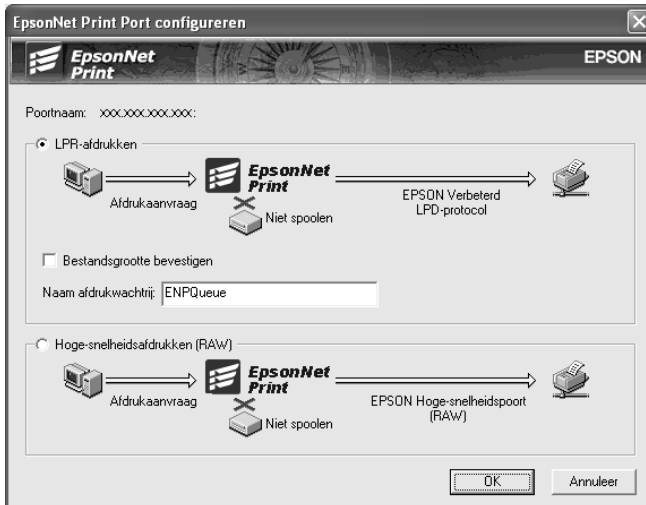 EpsonNet Print Port configureren
EpsonNet
Print
EPSON
Poortnaam: xxx.xxx.xxx.xxx:
LPR-afdrukken
EpsonNet
Print
Afdrukaanvraag
EPSON Verbeterd
LPD-protocol
Niet spoolen
Bestandsgrootte bevestigen
Naam afdrukwachtrij: ENPQueue
Hoge-snelheidsafdrukken (RAW)
EpsonNet
Print
Afdrukaanvraag
EPSON Hoge-snelheidspoort
(RAW)
Niet spoolen
OK
Annuleer